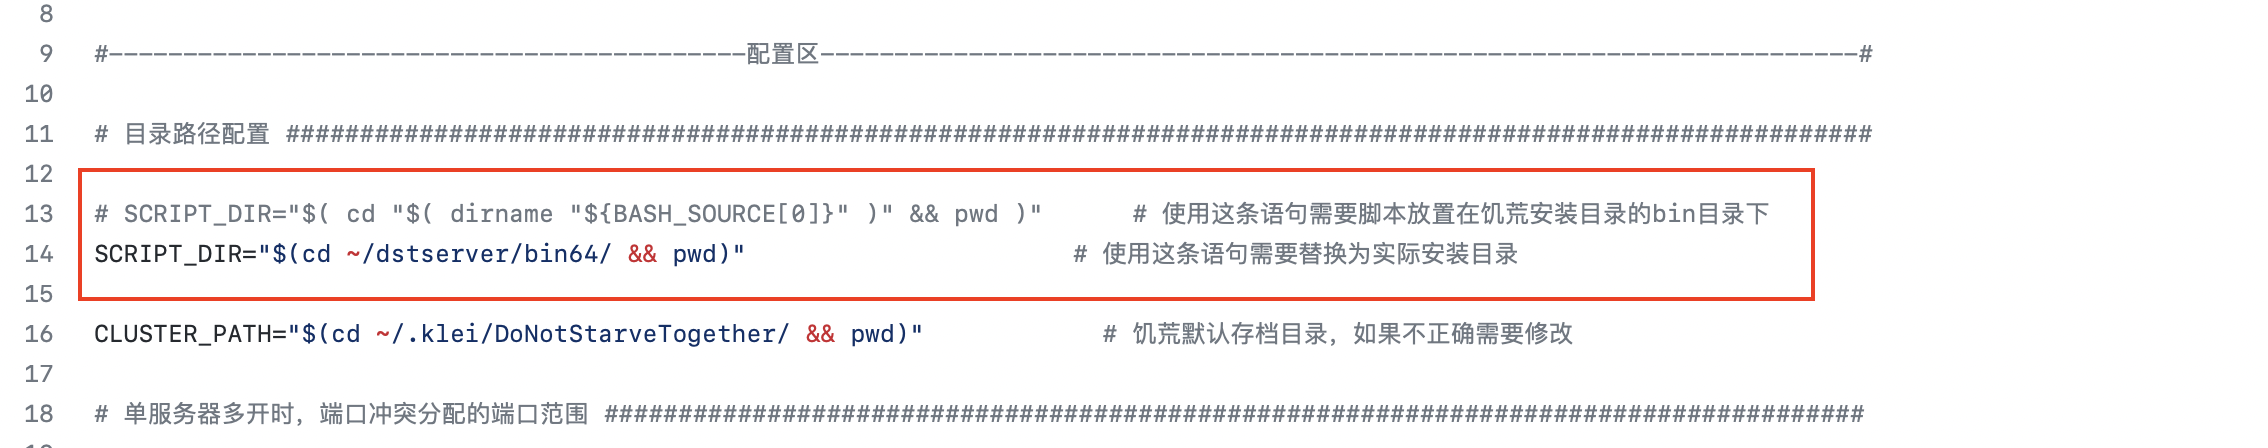 8
9 #-------------------------------------------配置区----------------------------------------------------------------------#
10
11 # 目录路径配置 ###########################################################################################################
12
13 # SCRIPT_DIR="$( cd "$( dirname "${BASH_SOURCE[0]}" )" && pwd )"      # 使用这条语句需要脚本放置在饥荒安装目录的bin目录下
14 SCRIPT_DIR="$(cd ~/dstserver/bin64/ && pwd)"                      # 使用这条语句需要替换为实际安装目录
15
16 CLUSTER_PATH="$(cd ~/.klei/DoNotStarveTogether/ && pwd)"            # 饥荒默认存档目录，如果不正确需要修改
17
18 # 单服务器多开时，端口冲突分配的端口范围 #####################################################################################